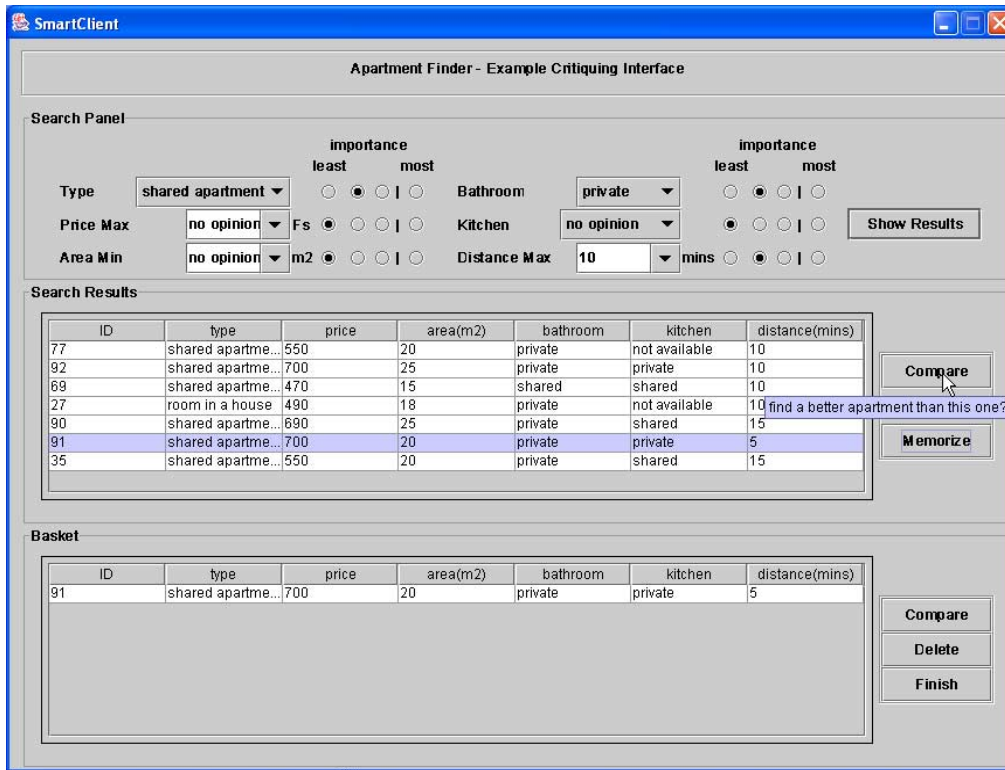 SmartClient
Apartment Finder - Example Critiquing Interface
Search Panel
importance importance
least most least most
Type shared apartment Bathroom private
Price Max no opinion Fs Kitchen no opinion Show Results
Area Min no opinion m2 Distance Max 10 mins
Search Results
ID type price area(m2) bathroom kitchen distance(mins)
77 shared apartme... 550 20 private not available 10
92 shared apartme... 700 25 private private 10
Compare
69 shared apartme... 470 15 shared shared 10
27 room in a house 490 18 private not available 10
find a better apartment than this one?
90 shared apartme... 690 25 private shared 15
91 shared apartme... 700 20 private private 5
Memorize
35 shared apartme... 550 20 private shared 15
Basket
ID type price area(m2) bathroom kitchen distance(mins)
91 shared apartme... 700 20 private private 5
Compare
Delete
Finish